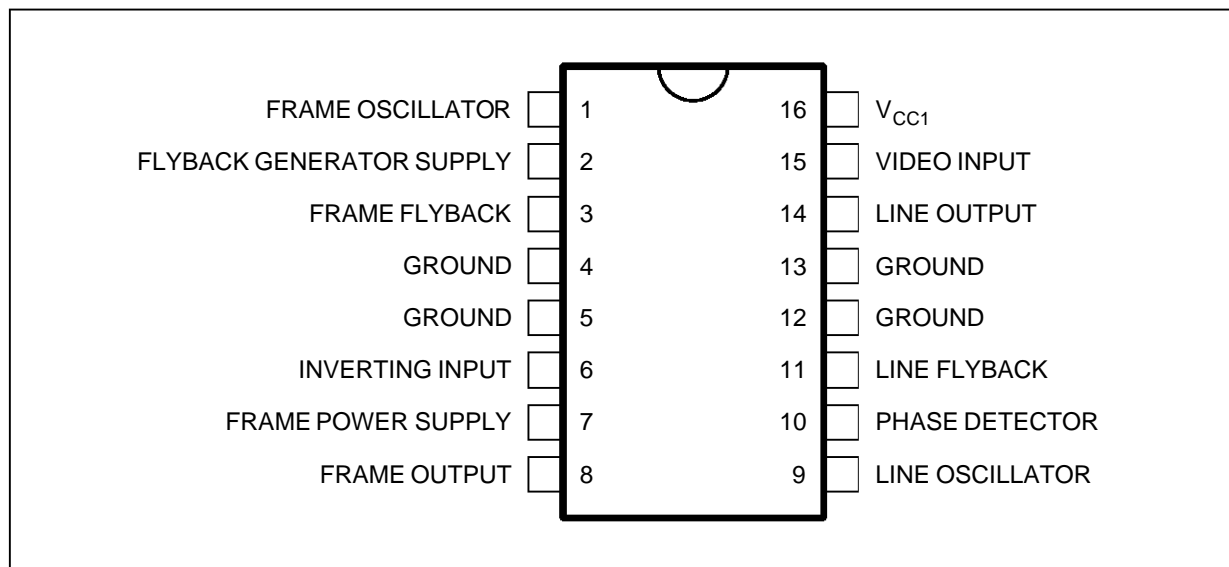 FRAME OSCILLATOR 1 16 VCC1
FLYBACK GENERATOR SUPPLY 2 15 VIDEO INPUT
FRAME FLYBACK 3 14 LINE OUTPUT
GROUND 4 13 GROUND
GROUND 5 12 GROUND
INVERTING INPUT 6 11 LINE FLYBACK
FRAME POWER SUPPLY 7 10 PHASE DETECTOR
FRAME OUTPUT 8 9 LINE OSCILLATOR